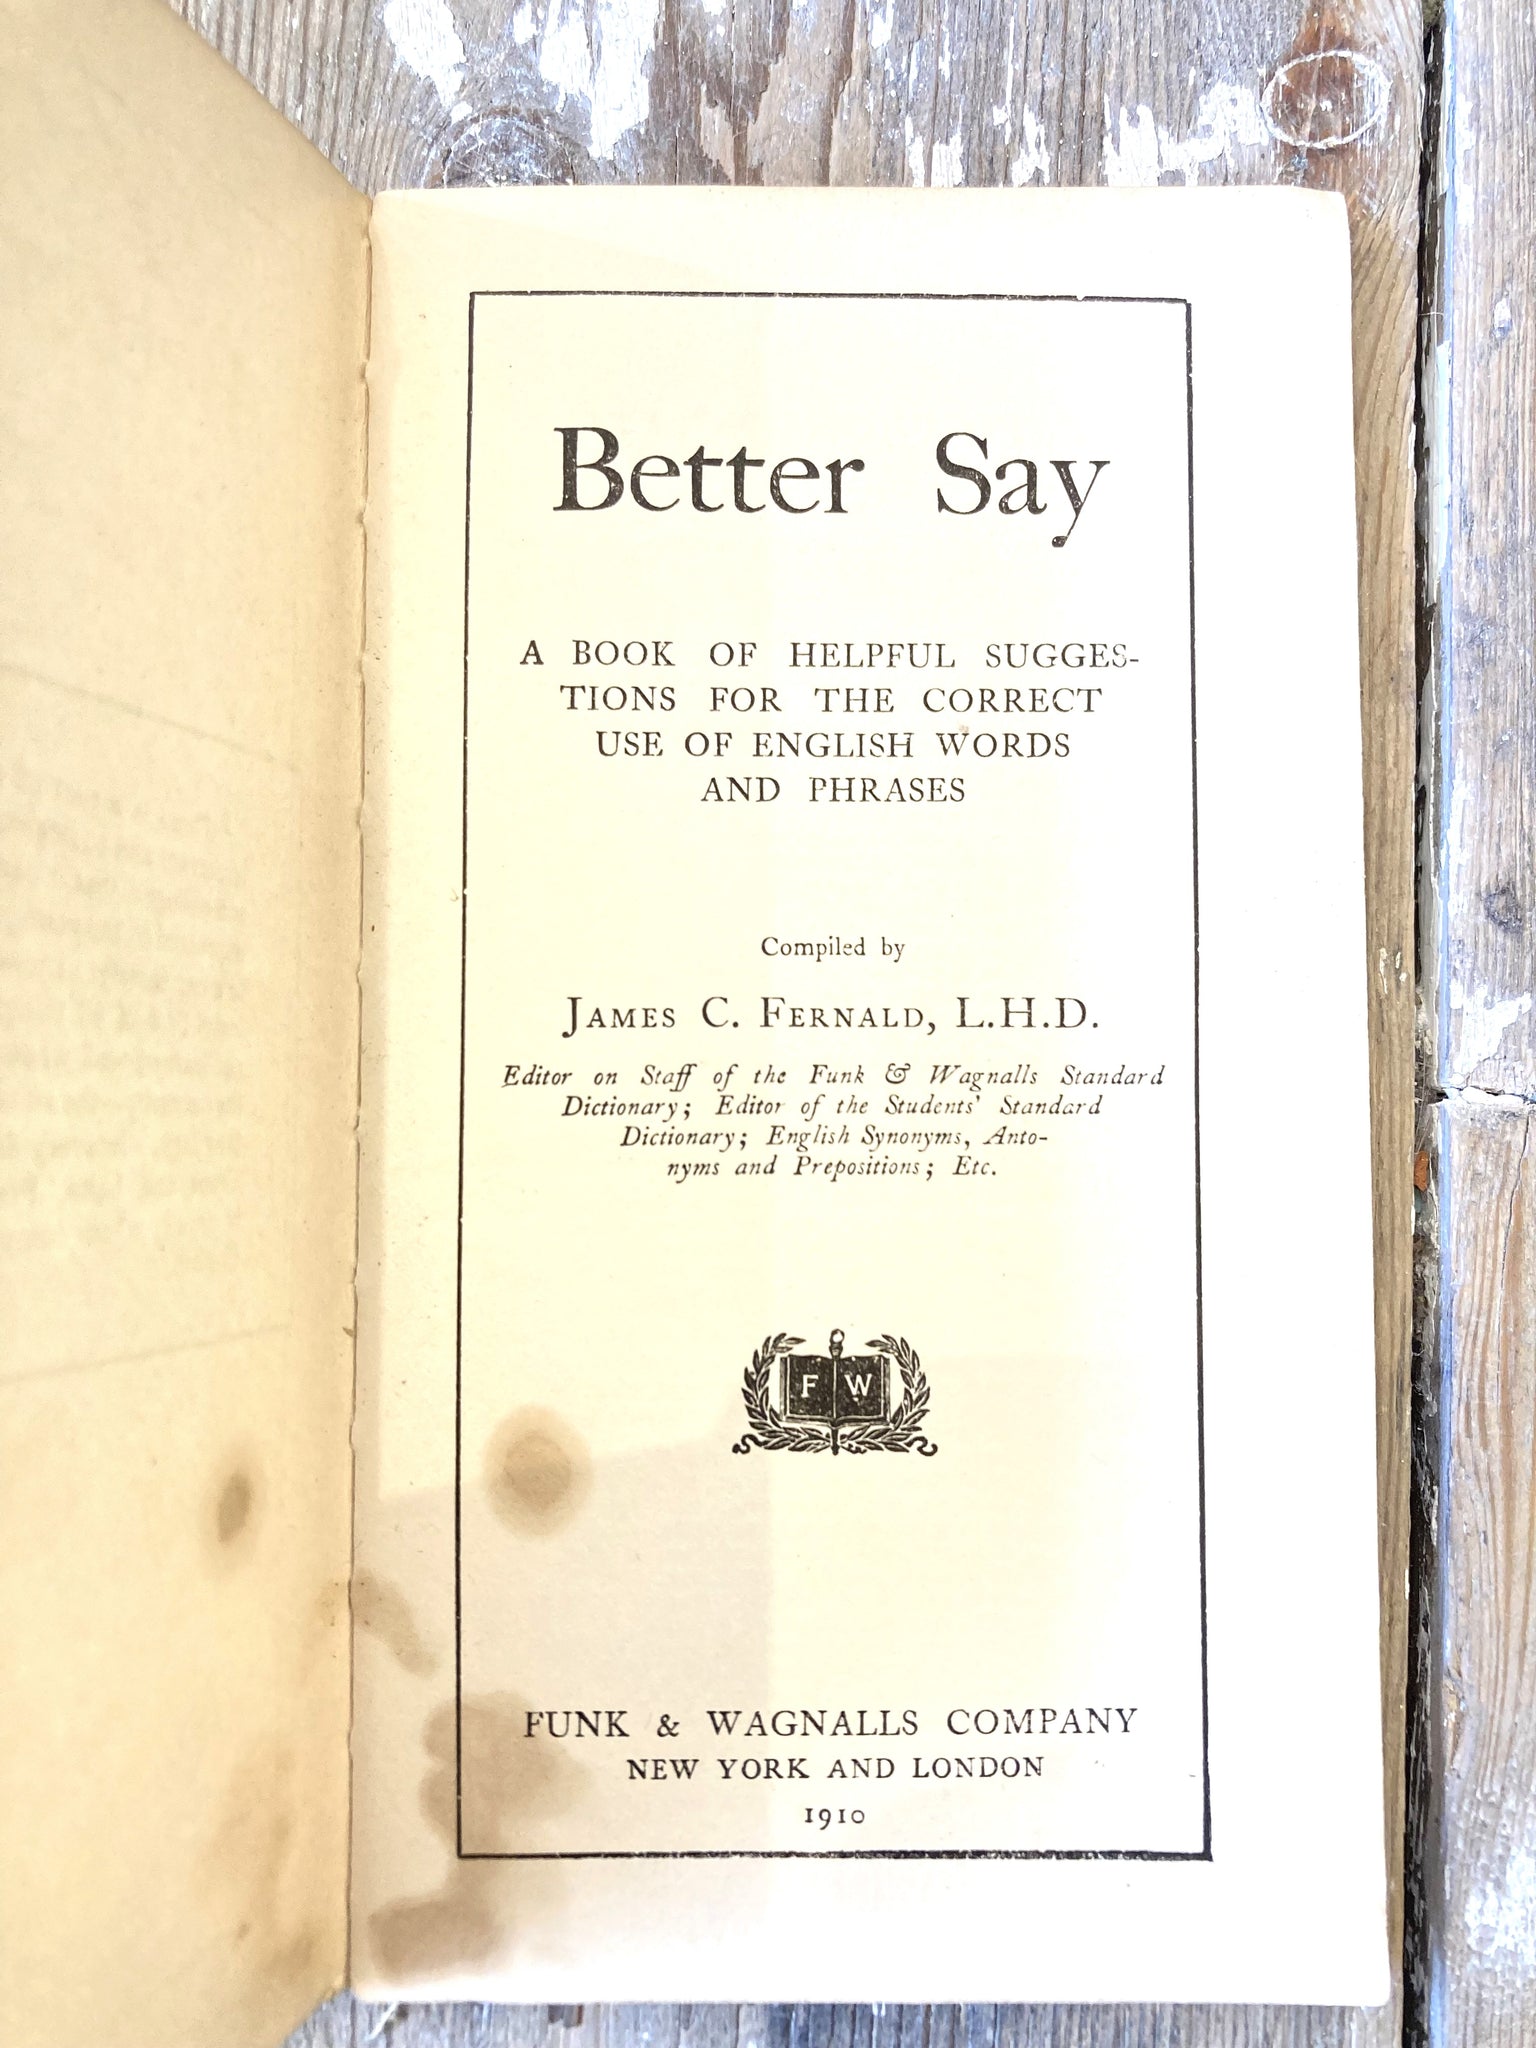 Better Say
A BOOK OF HELPFUL SUGGES-
TIONS FOR THE CORRECT
USE OF ENGLISH WORDS
AND PHRASES
Compiled by
JAMES C. FERNALD, L.H.D.
Editor on Staff of the Funk & Wagnalls Standard
Dictionary; Editor of the Students' Standard
Dictionary; English Synonyms, Anto-
nyms and Prepositions; Etc.
F W
FUNK & WAGNALLS COMPANY
NEW YORK AND LONDON
1910